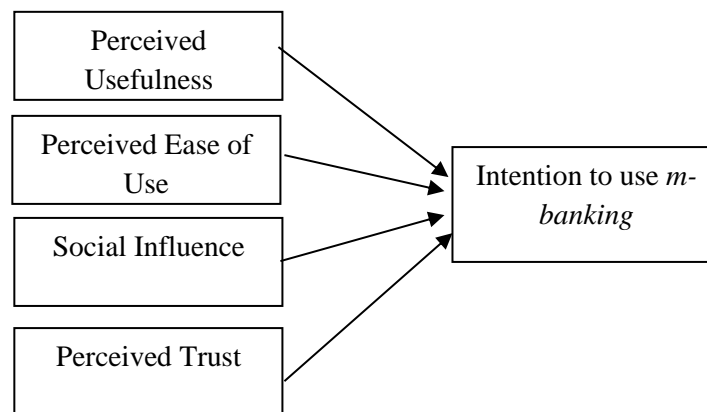 Perceived
Usefulness
Perceived Ease of
Use
Social Influence
Perceived Trust
Intention to use m-
banking